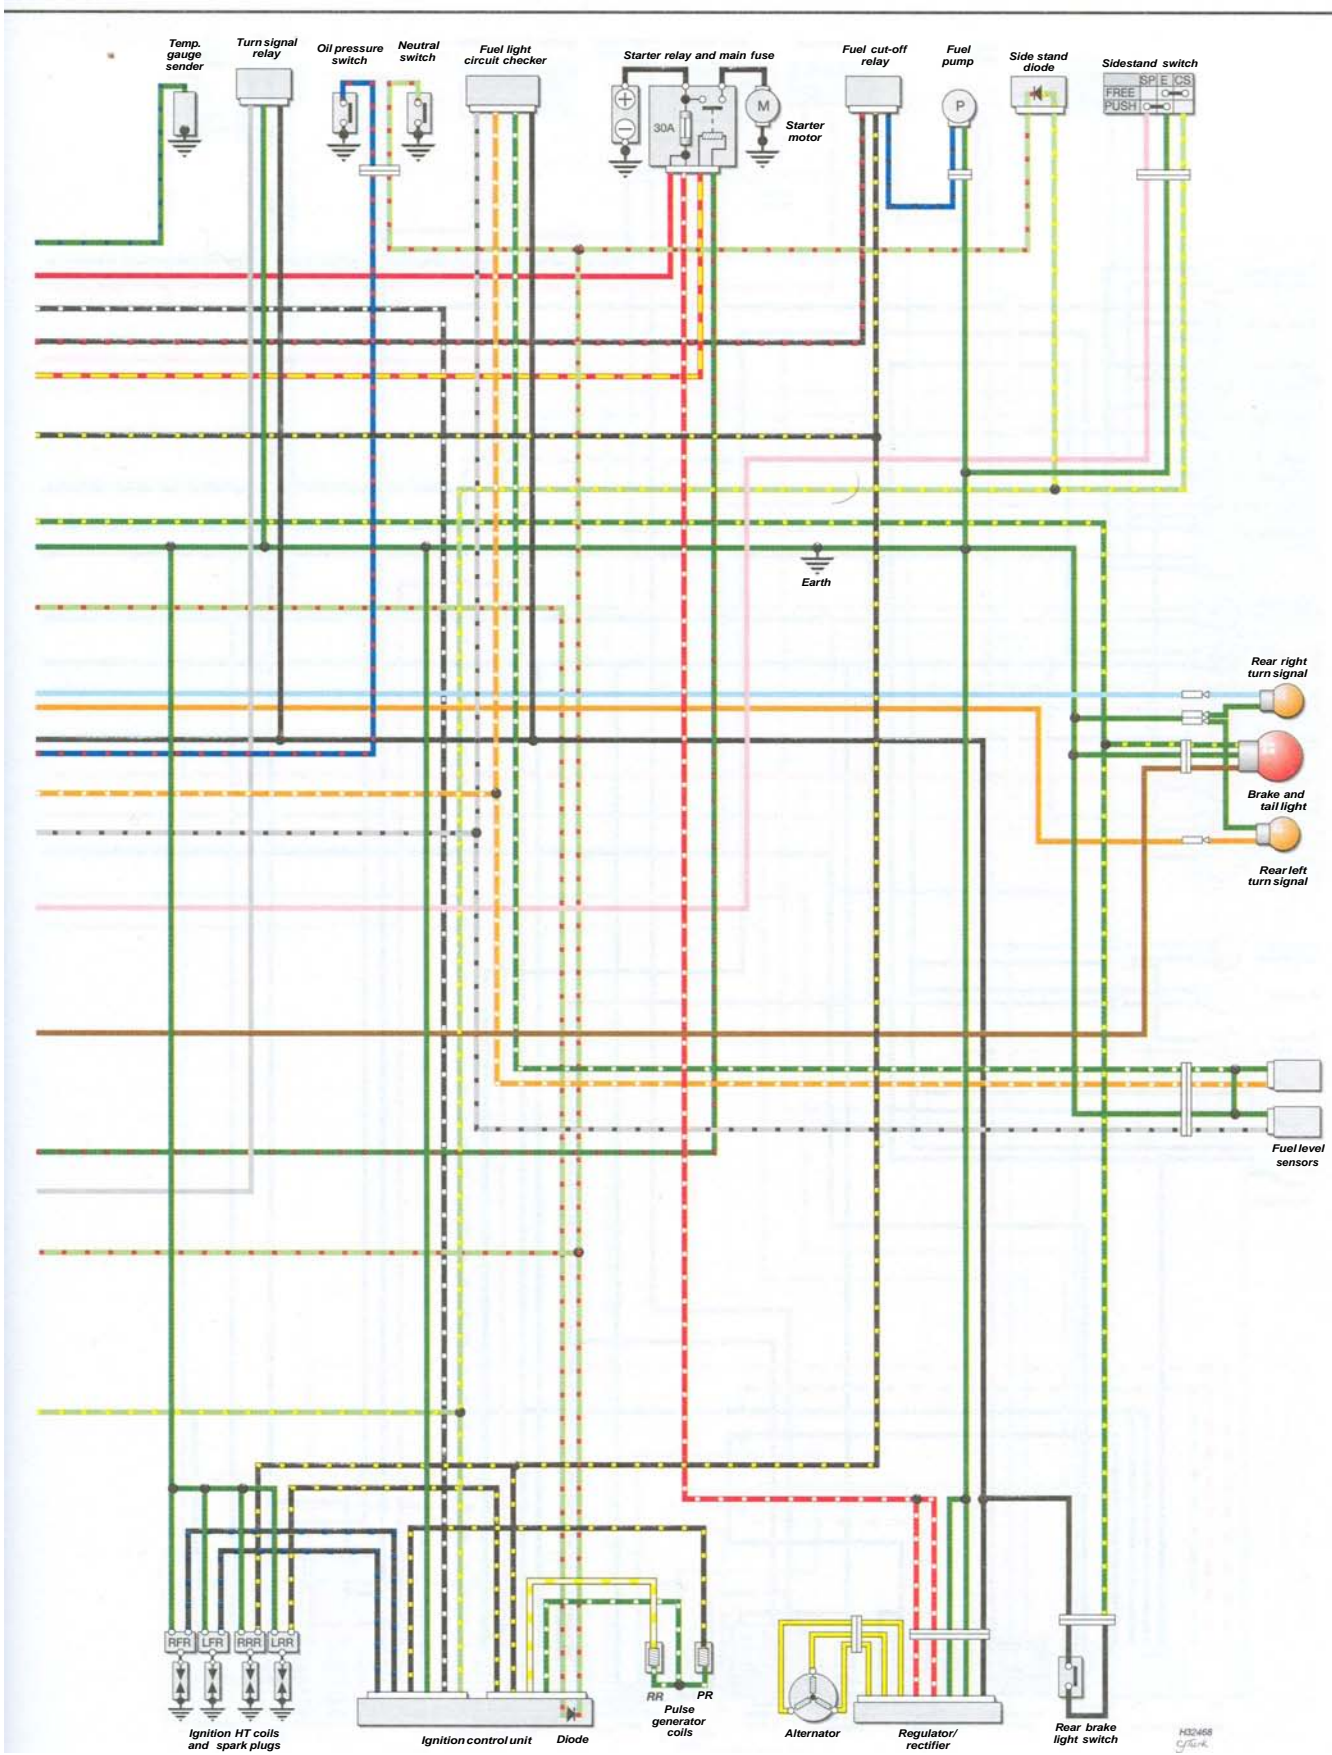 Temp.
gauge
sender
Turn signal
relay
Oil pressure
switch
Neutral
switch
Fuel light
circuit checker
Starter relay and main fuse
30A
M
Starter
motor
Fuel cut-off
relay
Fuel
pump
P
Side stand
diode
Sidestand switch
SP E CS
FREE
PUSH
Earth
Rear right
turn signal
Brake and
tail light
Rear left
turn signal
Fuel level
sensors
RFR LFR RRR LRR
Ignition HT coils
and spark plugs
Ignition control unit
Diode
RR
PR
Pulse
generator
coils
Alternator
Regulator/
rectifier
Rear brake
light switch
H32468